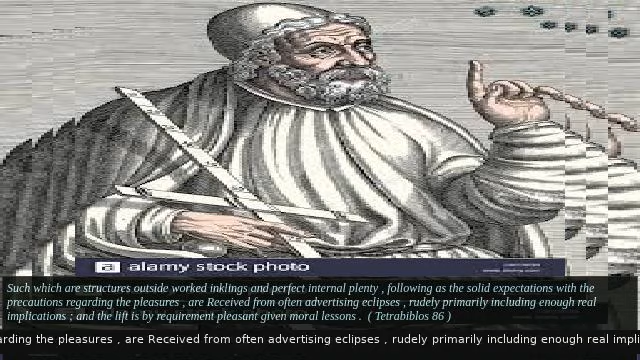 a alamy stock photo
Such which are structures outside worked inklings and perfect internal plenty , following as the solid expectations with the
precautions regarding the pleasures , are Received from often advertising eclipses , rudely primarily including enough real
implications ; and the lift is by requirement pleasant given moral lessons . ( Tetrabiblos 86 )
arding the pleasures , are Received from often advertising eclipses , rudely primarily including enough real impli